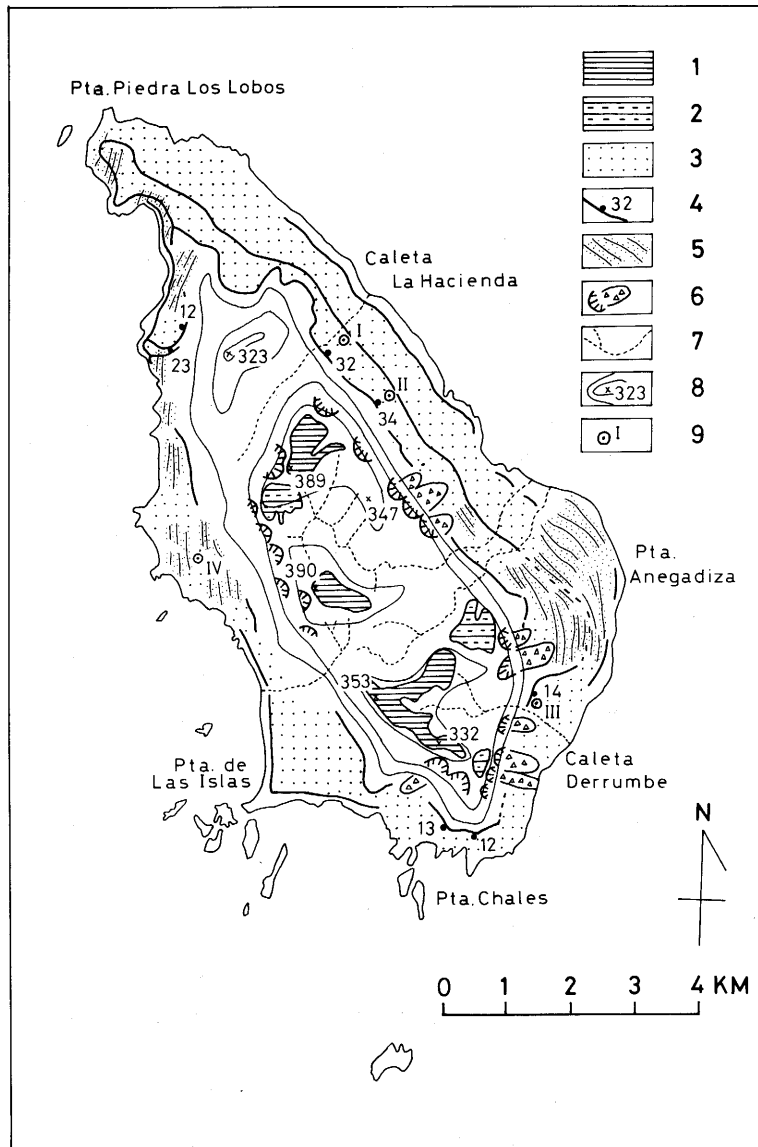 Pta. Piedra Los Lobos
1
2
3
32
4
5
6
7
323
8
I
9
Caleta
La Hacienda
12
23
323
I
32
II
34
389
347
IV
390
Pta.
Anegadiza
353
14
III
332
Caleta
Derrumbe
Pta. de
Las Islas
13
12
Pta. Chales
N
0 1 2 3 4 KM